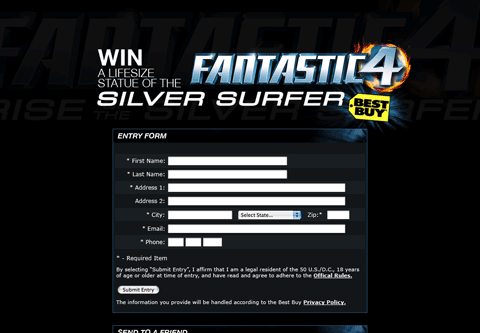 WIN
A LIFESIZE
STATUE OF THE
FANTASTIC 4
SILVER SURFER
BEST
BUY
ENTRY FORM
* First Name:
* Last Name:
* Address 1:
Address 2:
* City: Select State... Zip:*
* Email:
* Phone:
* - Required Item
By selecting "Submit Entry", I affirm that I am a legal resident of the 50 U.S./D.C., 18 years
of age or older at time of entry, and have read and agree to adhere to the Offical Rules.
Submit Entry
The information you provide will be handled according to the Best Buy Privacy Policy.
SEND TO A FRIEND